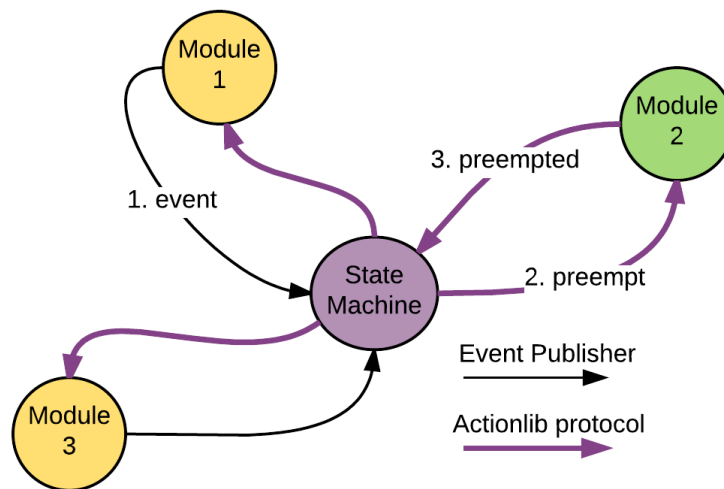 Module
1
Module
2
3. preempted
1. event
State
Machine
2. preempt
Event Publisher
Module
3
Actionlib protocol